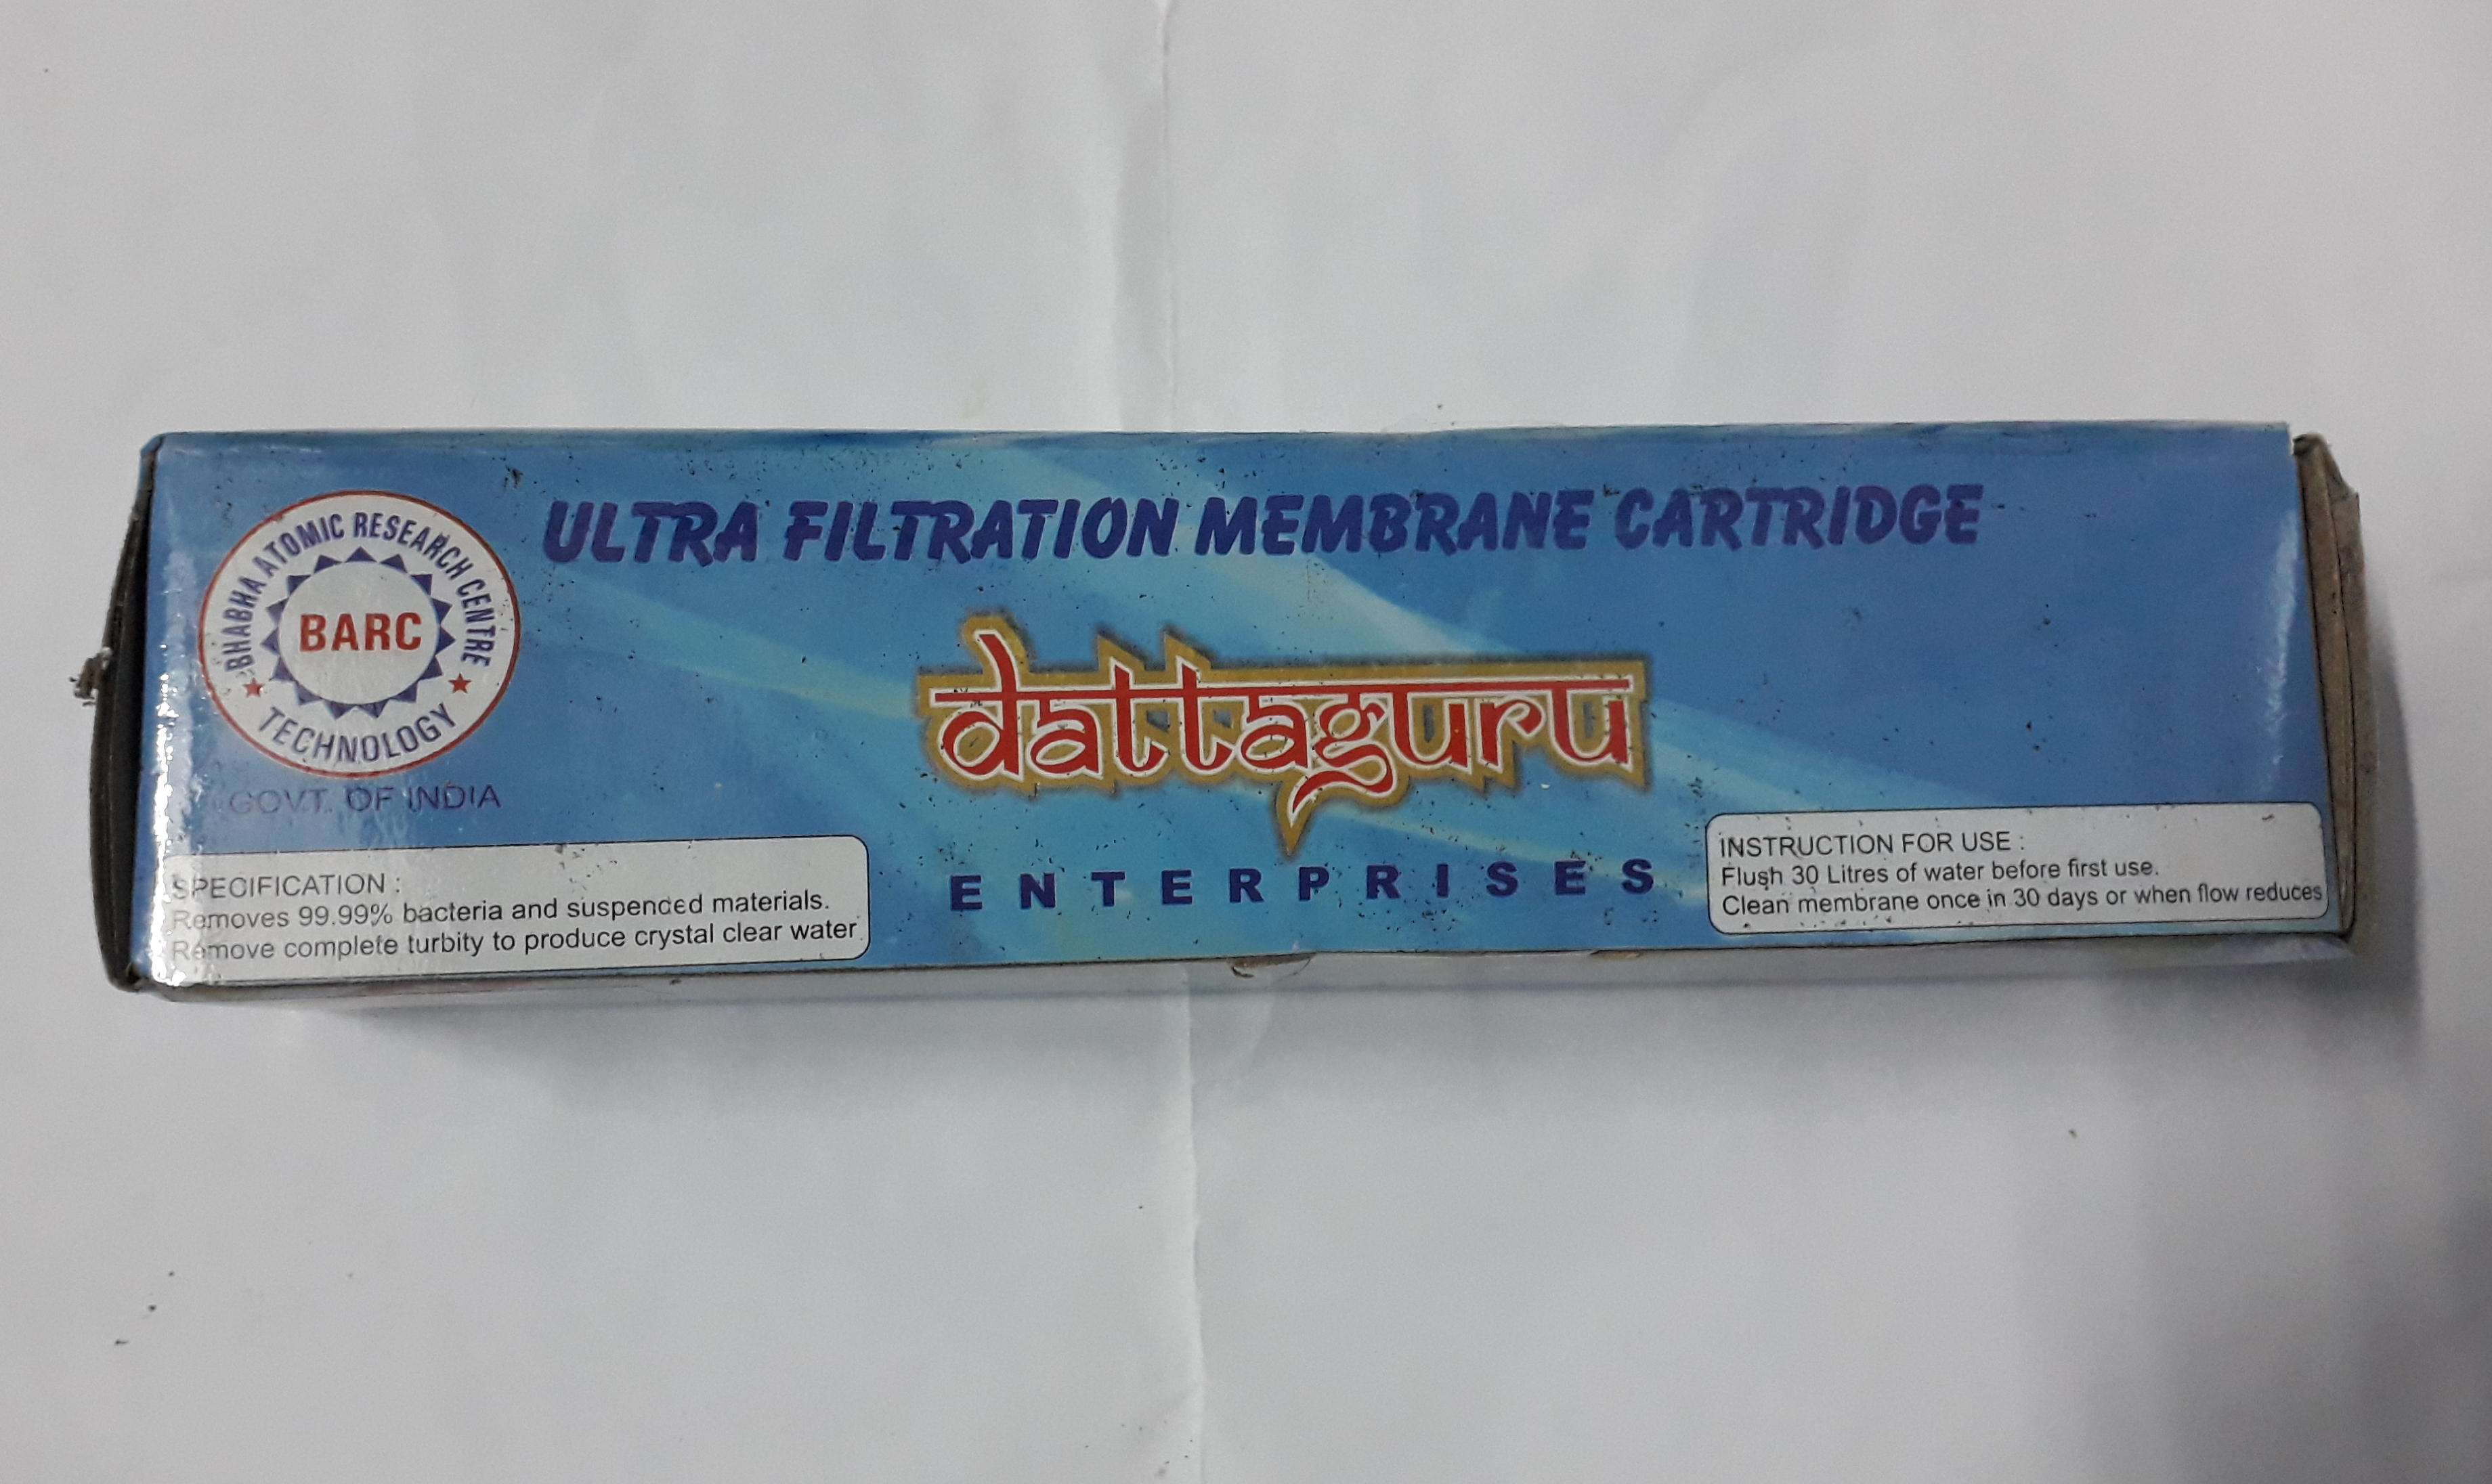 BHABHA ATOMIC RESEARCH CENTRE
BARC
TECHNOLOGY
GOVT. OF INDIA
ULTRA FILTRATION MEMBRANE CARTRIDGE
dattaguru
ENTERPRISES
SPECIFICATION :
Removes 99.99% bacteria and suspended materials.
Remove complete turbity to produce crystal clear water
INSTRUCTION FOR USE :
Flush 30 Litres of water before first use.
Clean membrane once in 30 days or when flow reduces